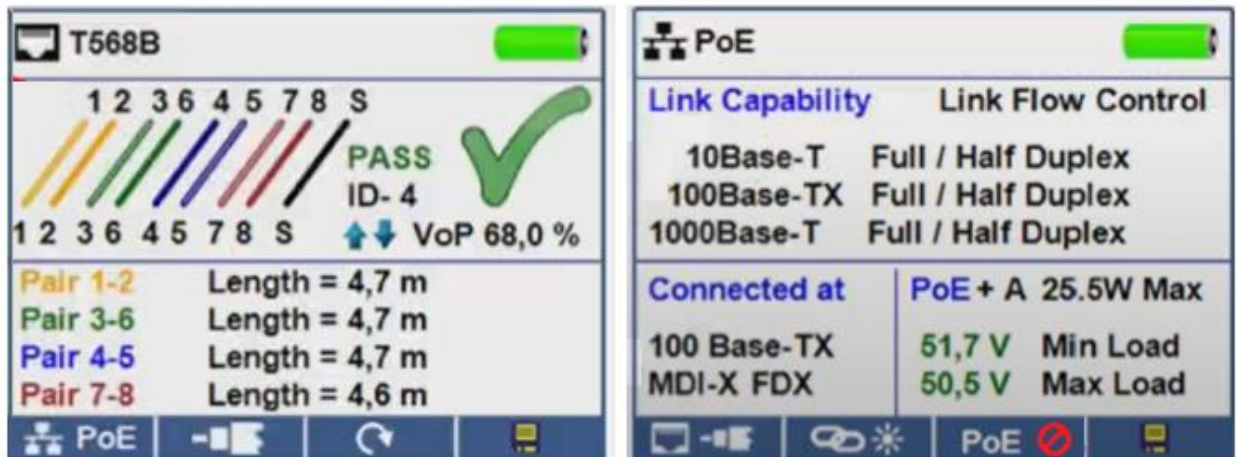 T568B
1 2 3 6 4 5 7 8 S
PASS
ID- 4
1 2 3 6 4 5 7 8 S VoP 68,0 %
Pair 1-2 Length = 4,7 m
Pair 3-6 Length = 4,7 m
Pair 4-5 Length = 4,7 m
Pair 7-8 Length = 4,6 m
PoE
PoE
Link Capability Link Flow Control
10Base-T Full / Half Duplex
100Base-TX Full / Half Duplex
1000Base-T Full / Half Duplex
Connected at PoE + A 25.5W Max
100 Base-TX 51,7 V Min Load
MDI-X FDX 50,5 V Max Load
PoE